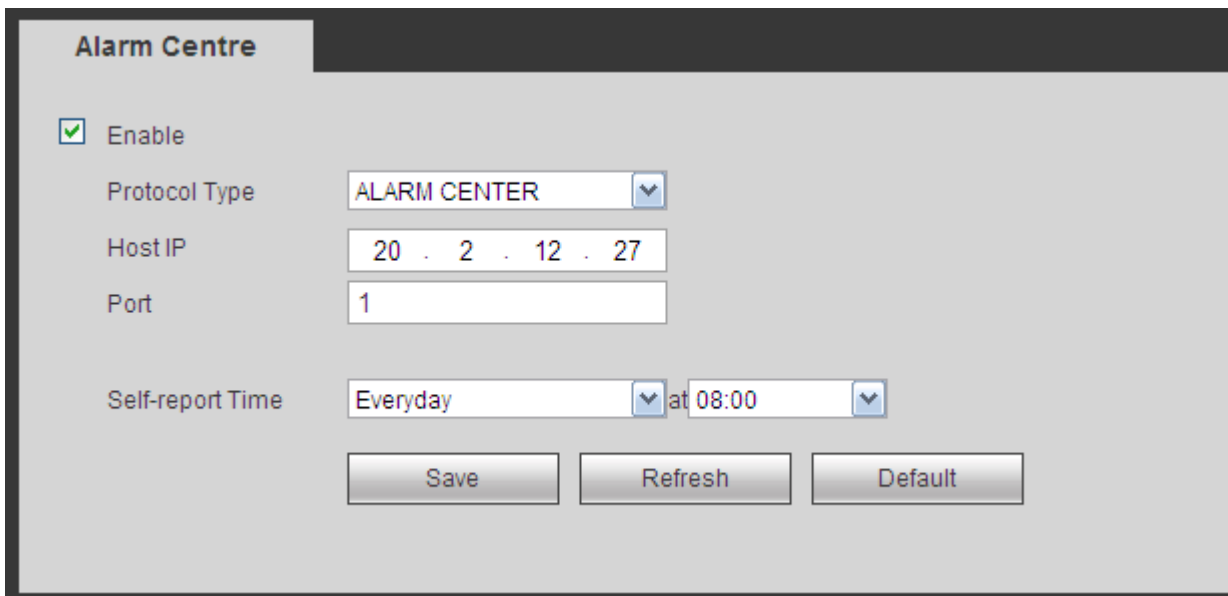 Alarm Centre
Enable
Protocol Type ALARM CENTER
Host IP 20 . 2 . 12 . 27
Port 1
Self-report Time Everyday at 08:00
Save Refresh Default